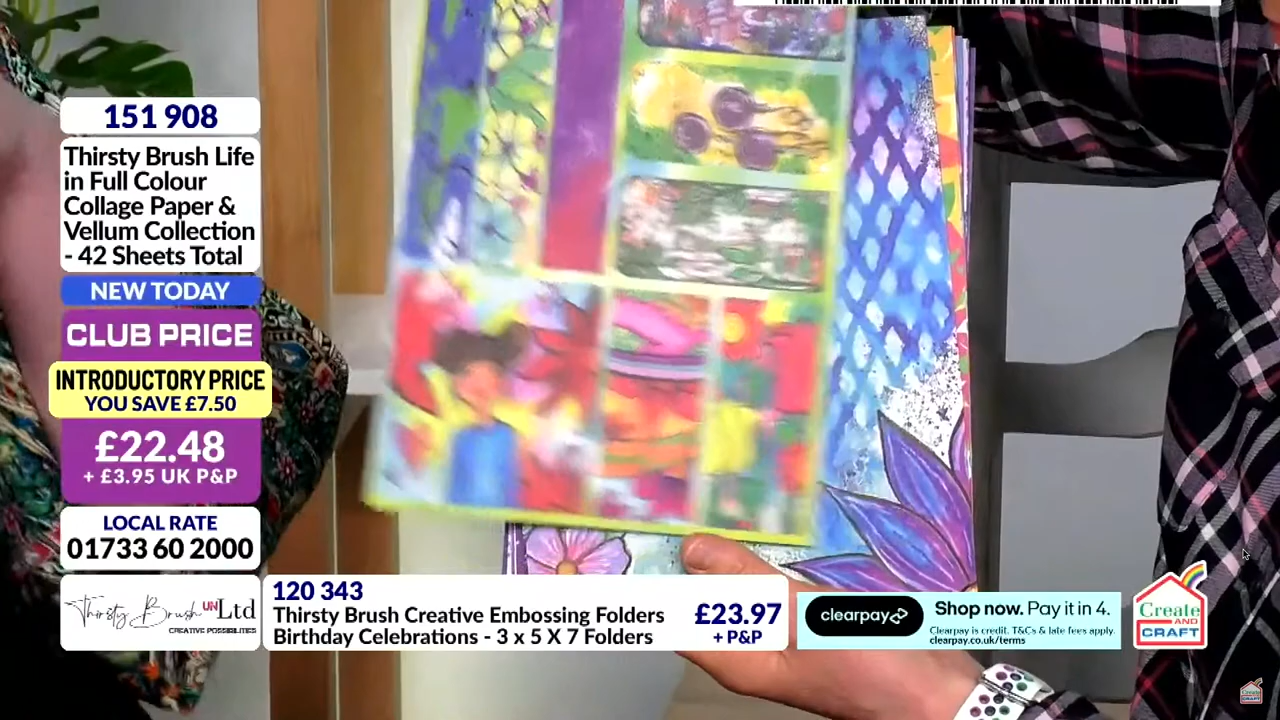 151 908
Thirsty Brush Life
in Full Colour
Collage Paper &
Vellum Collection
- 42 Sheets Total
NEW TODAY
CLUB PRICE
INTRODUCTORY PRICE
YOU SAVE £7.50
£22.48
+ £3.95 UK P&P
LOCAL RATE
01733 60 2000
Thirsty Brush UN Ltd
CREATIVE POSSIBILITIES
120 343
Thirsty Brush Creative Embossing Folders
Birthday Celebrations - 3 x 5 X 7 Folders
£23.97
+ P&P
clearpay
Shop now. Pay it in 4.
Clearpay is credit. T&Cs & late fees apply.
clearpay.co.uk/terms
Create
AND
CRAFT